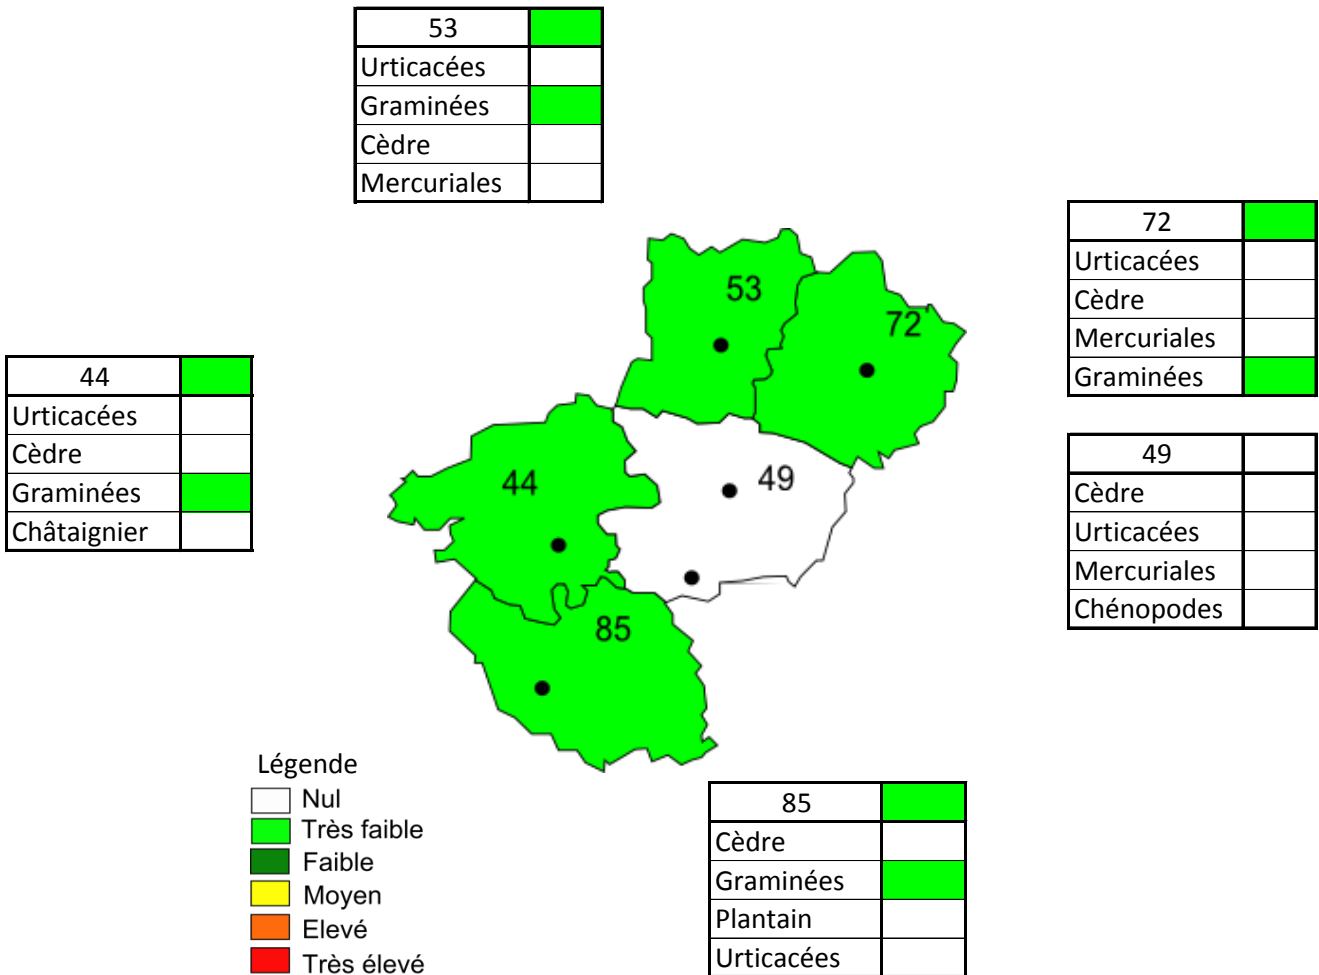 53
Urticacées
Graminées
Cèdre
Mercuriales
72
Urticacées
Cèdre
Mercuriales
Graminées
44
Urticacées
Cèdre
Graminées
Châtaignier
49
Cèdre
Urticacées
Mercuriales
Chénopodes
53
72
44
49
85
Légende
Nul
Très faible
Faible
Moyen
Elevé
Très élevé
85
Cèdre
Graminées
Plantain
Urticacées